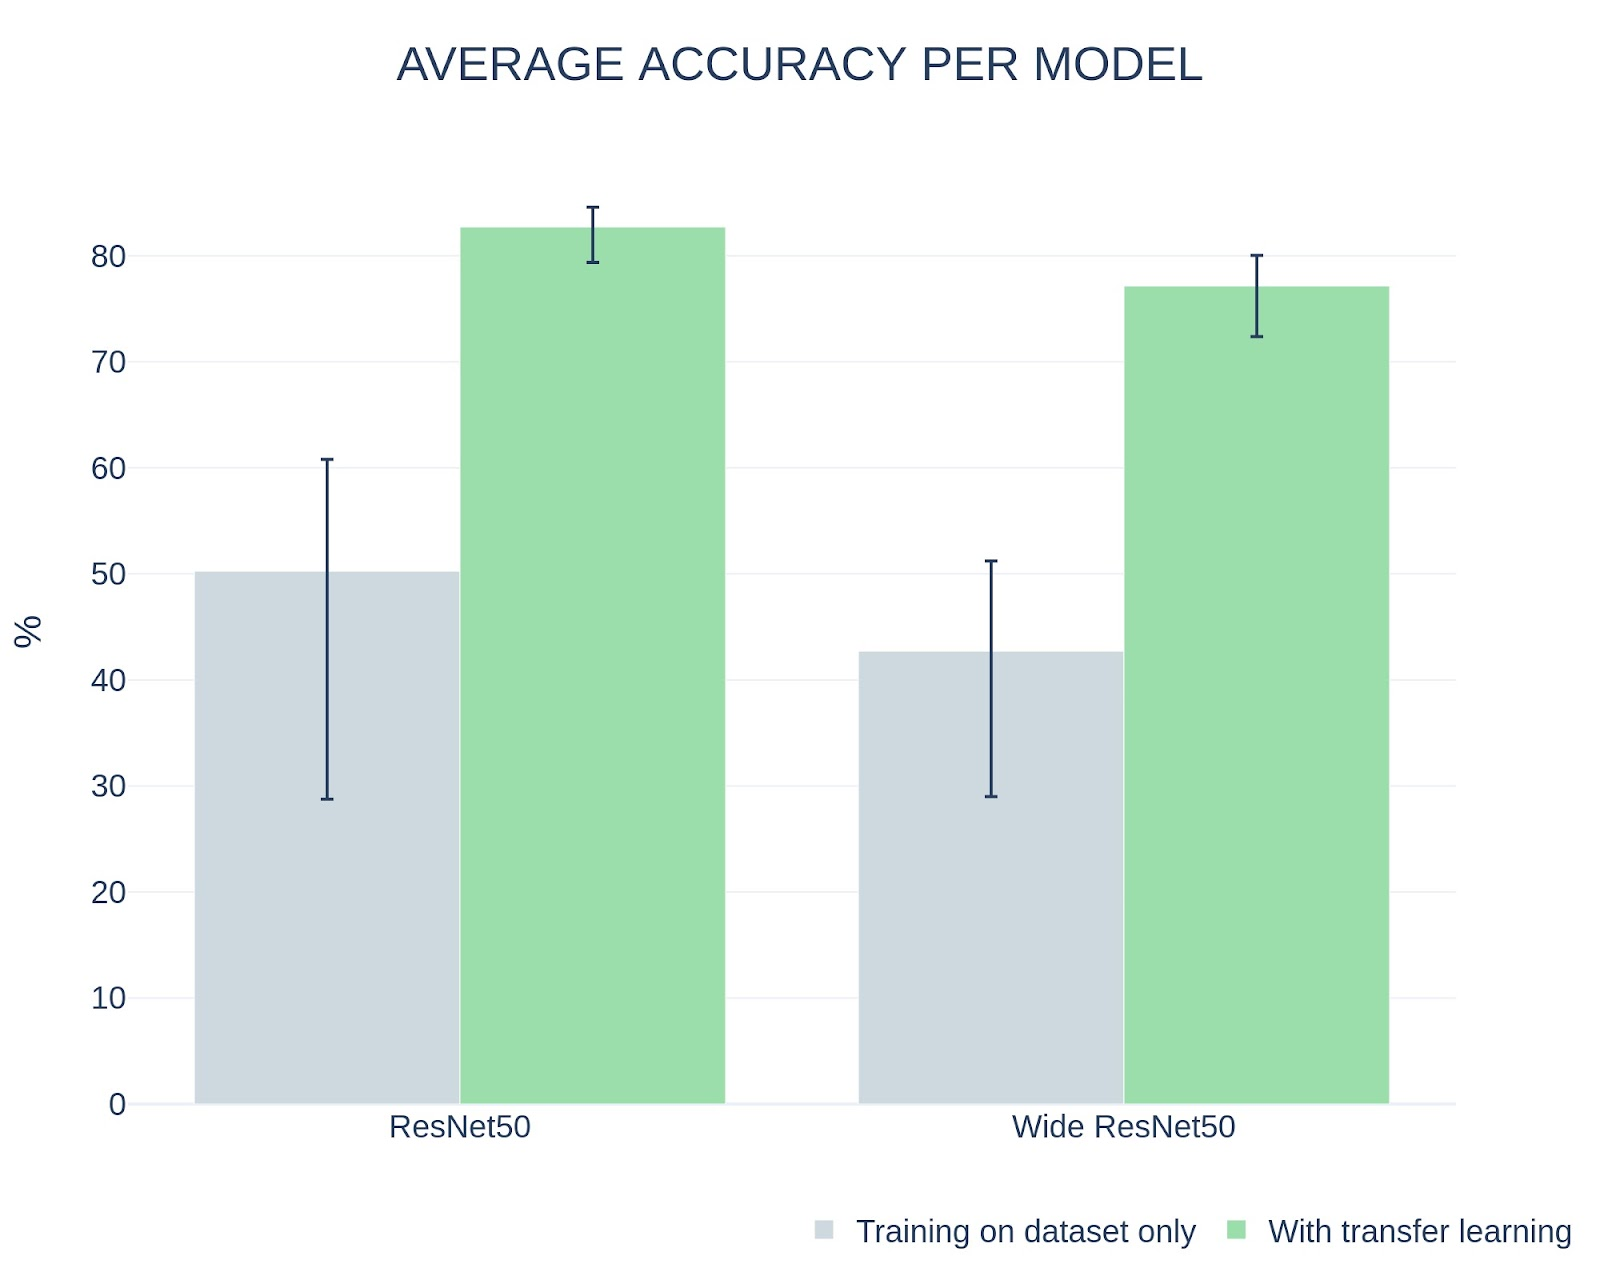 AVERAGE ACCURACY PER MODEL
80
70
60
50
40
30
20
10
0
%
ResNet50
Wide ResNet50
Training on dataset only
With transfer learning